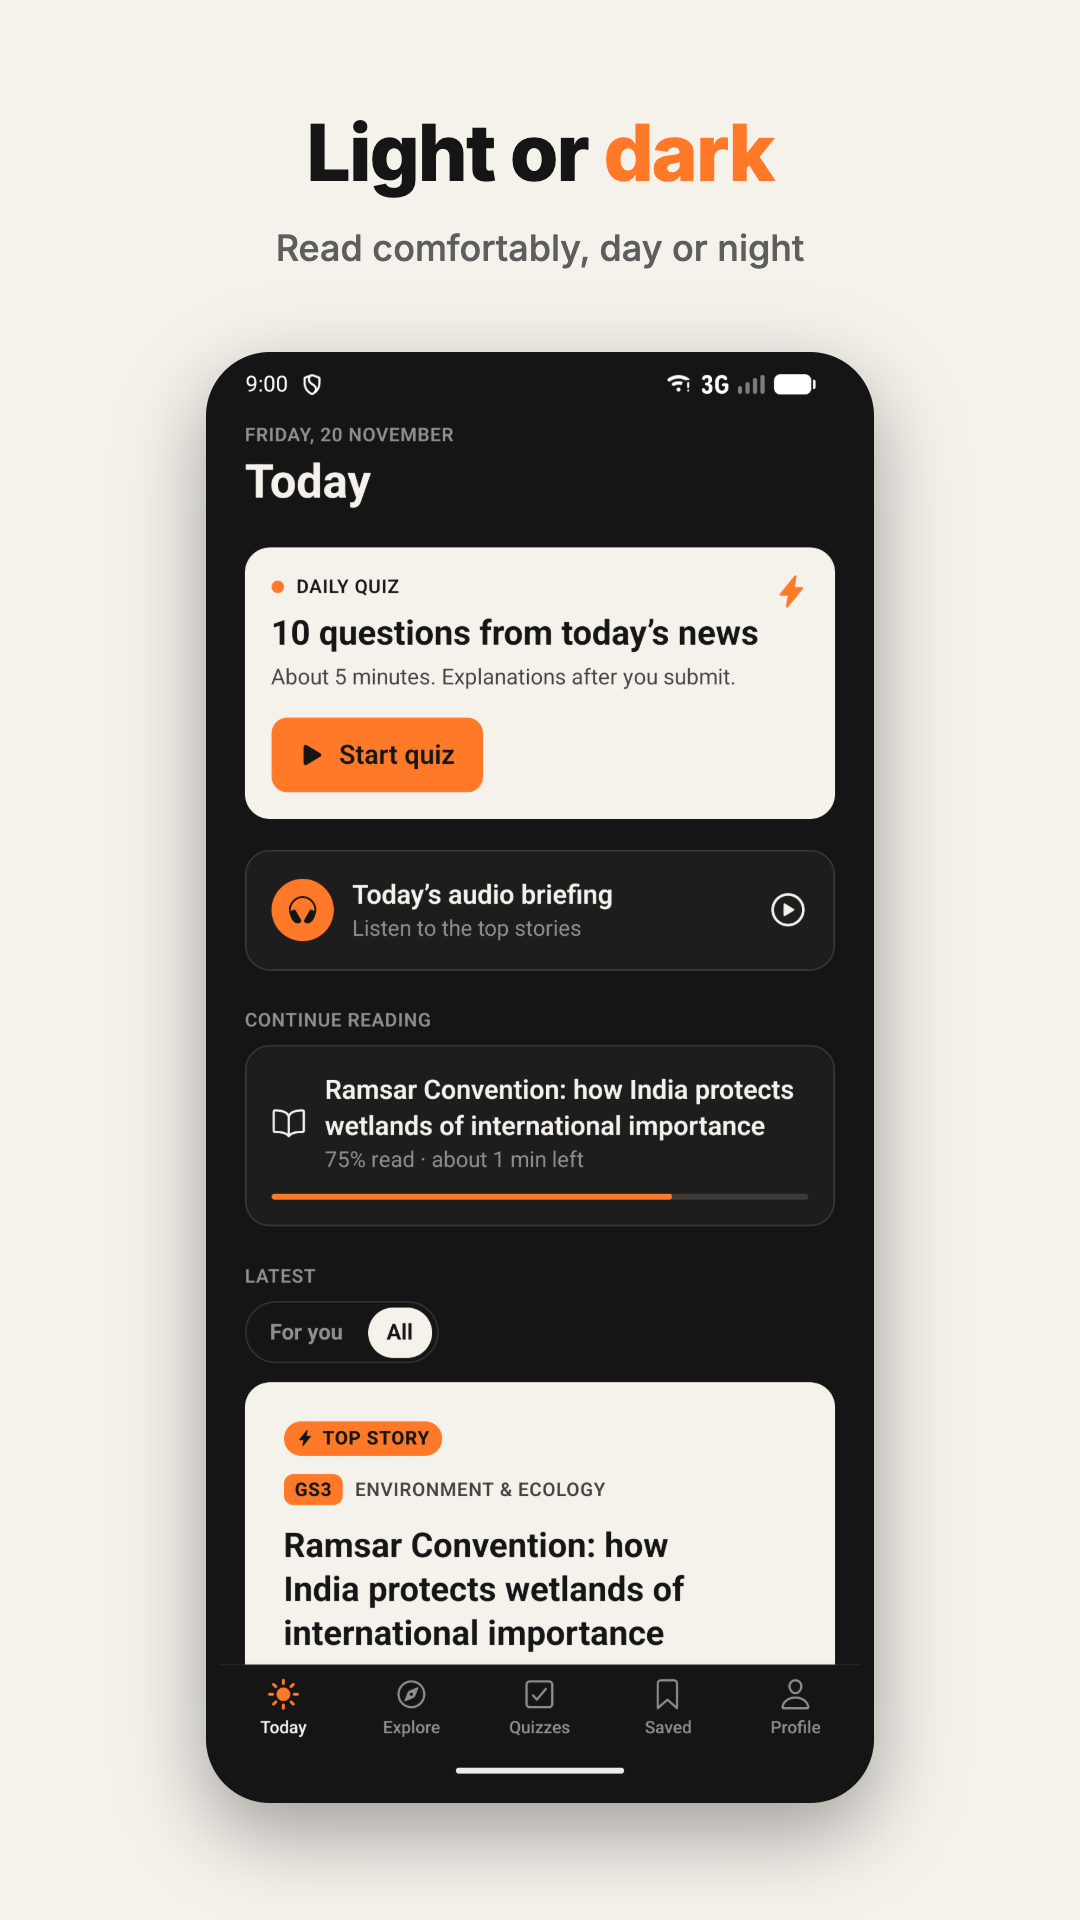 Light or dark
Read comfortably, day or night
9:00
3G
FRIDAY, 20 NOVEMBER
Today
DAILY QUIZ
10 questions from today’s news
About 5 minutes. Explanations after you submit.
Start quiz
Today’s audio briefing
Listen to the top stories
CONTINUE READING
Ramsar Convention: how India protects
wetlands of international importance
75% read · about 1 min left
LATEST
For you All
TOP STORY
GS3 ENVIRONMENT & ECOLOGY
Ramsar Convention: how
India protects wetlands of
international importance
Today Explore Quizzes Saved Profile